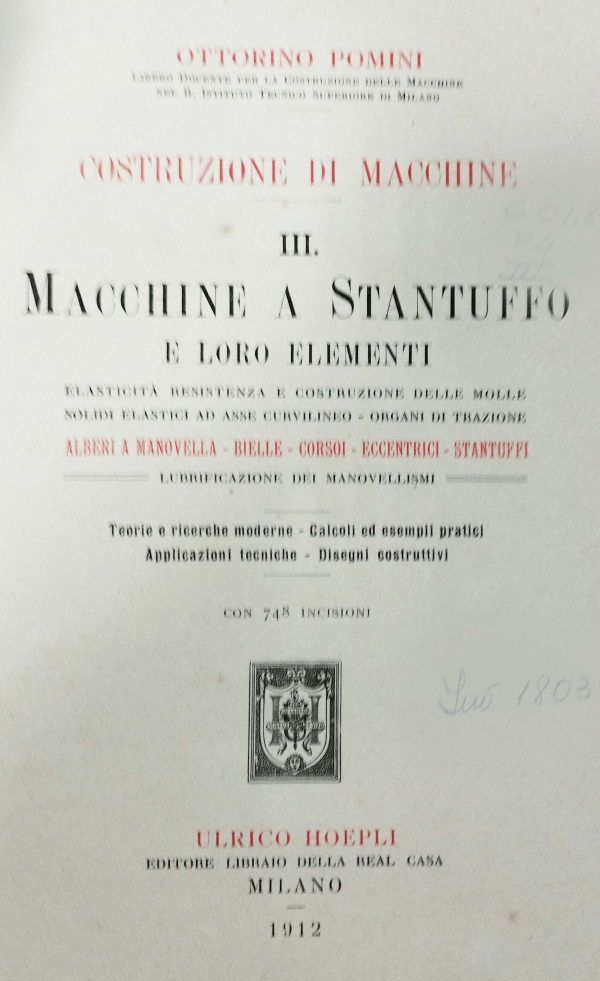 OTTORINO POMINI
LIBERO DOCENTE PER LA COSTRUZIONE DELLE MACCHINE
NEL R. ISTITUTO TECNICO SUPERIORE DI MILANO
COSTRUZIONE DI MACCHINE
III.
MACCHINE A STANTUFFO
E LORO ELEMENTI
ELASTICITÀ RESISTENZA E COSTRUZIONE DELLE MOLLE
SOLIDI ELASTICI AD ASSE CURVILINEO - ORGANI DI TRAZIONE
ALBERI A MANOVELLA - BIELLE - CORSOI - ECCENTRICI - STANTUFFI
LUBRIFICAZIONE DEI MANOVELLISMI
Teorie e ricerche moderne - Calcoli ed esempii pratici
Applicazioni tecniche - Disegni costruttivi
CON 748 INCISIONI
1803
ULRICO HOEPLI
EDITORE LIBRAIO DELLA REAL CASA
MILANO
1912